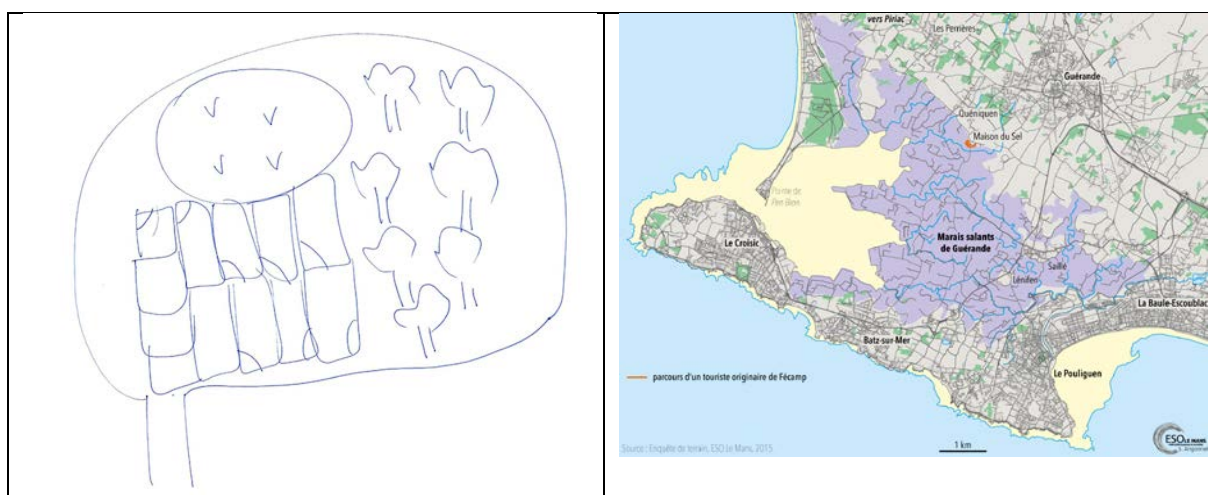 vers Piriac
Les Perrières
Guérande
Quéniquen
Maison du Sel
Pointe de
Pen Bron
Le Croisic
Marais salants
de Guérande
Saillé
Lénifen
La Baule-Escoublac
Batz-sur-Mer
Le Pouliguen
parcours d'un touriste originaire de Fécamp
Source : Enquête de terrain, ESO Le Mans, 2015
1 km
ESO LE MANS